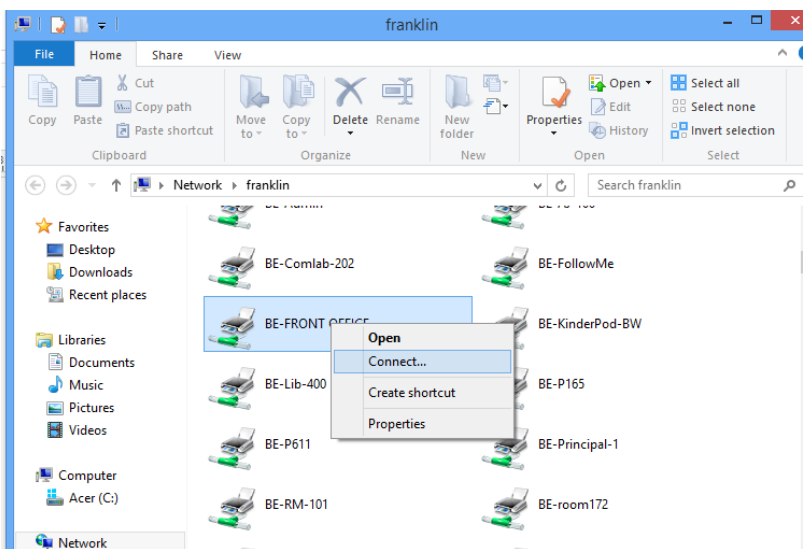 franklin
File Home Share View
Copy
Paste
Cut
Copy path
Paste shortcut
Clipboard
Move to
Copy to
Delete
Rename
Organize
New folder
New
Properties
Open
Edit
History
Open
Select all
Select none
Invert selection
Select
Network franklin
Search franklin
Favorites
Desktop
Downloads
Recent places
Libraries
Documents
Music
Pictures
Videos
Computer
Acer (C:)
Network
BE-Comlab-202
BE-FollowMe
BE-FRONT OFFICE
BE-KinderPod-BW
BE-Lib-400
BE-P165
BE-P611
BE-Principal-1
BE-RM-101
BE-room172
Open
Connect...
Create shortcut
Properties